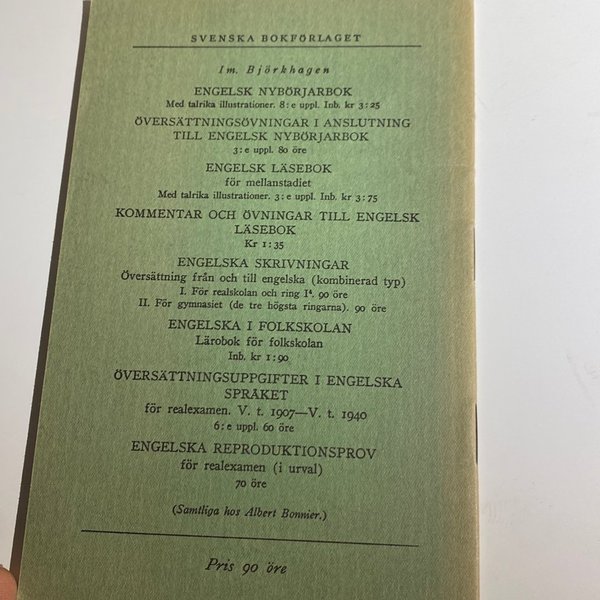 SVENSKA BOKFÖRLAGET
Im. Björkhagen
ENGELSK NYBÖRJARBOK
Med talrika illustrationer. 8:e uppl. Inb. kr 3:25
ÖVERSÄTTNINGSÖVNINGAR I ANSLUTNING
TILL ENGELSK NYBÖRJARBOK
3:e uppl. 80 öre
ENGELSK LÄSEBOK
för mellanstadiet
Med talrika illustrationer. 3:e uppl. Inb. kr 3:75
KOMMENTAR OCH ÖVNINGAR TILL ENGELSK
LÄSEBOK
Kr 1:35
ENGELSKA SKRIVNINGAR
Översättning från och till engelska (kombinerad typ)
I. För realskolan och ring I⁴. 90 öre
II. För gymnasiet (de tre högsta ringarna). 90 öre
ENGELSKA I FOLKSKOLAN
Lärobok för folkskolan
Inb. kr 1:90
ÖVERSÄTTNINGSUPPGIFTER I ENGELSKA
SPRÅKET
för realexamen. V. t. 1907—V. t. 1940
6:e uppl. 60 öre
ENGELSKA REPRODUKTIONSPROV
för realexamen (i urval)
70 öre
(Samtliga hos Albert Bonnier.)
Pris 90 öre